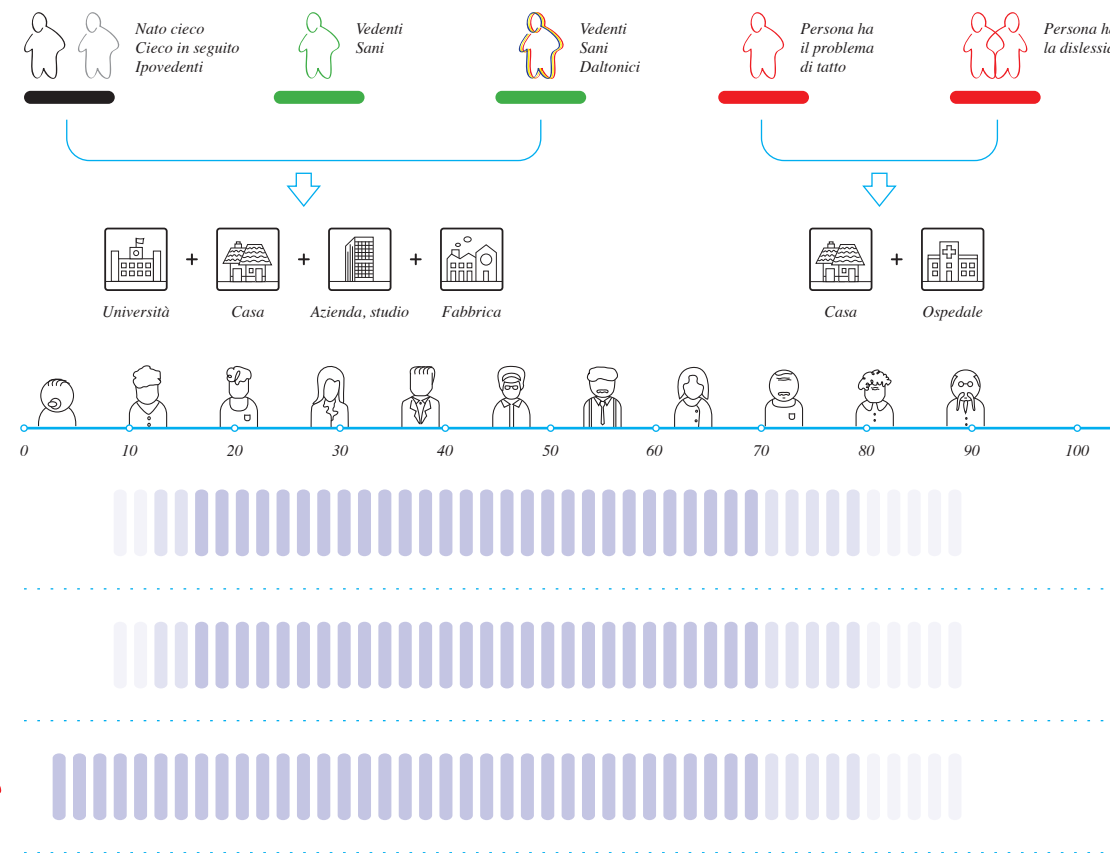 Nato cieco
Cieco in seguito
Ipovedenti
Vedenti
Sani
Vedenti
Sani
Daltonici
Persona ha
il problema
di tatto
Persona
la dislessia
+ + +
+
Università Casa Azienda, studio Fabbrica
Casa Ospedale
0 10 20 30 40 50 60 70 80 90 100